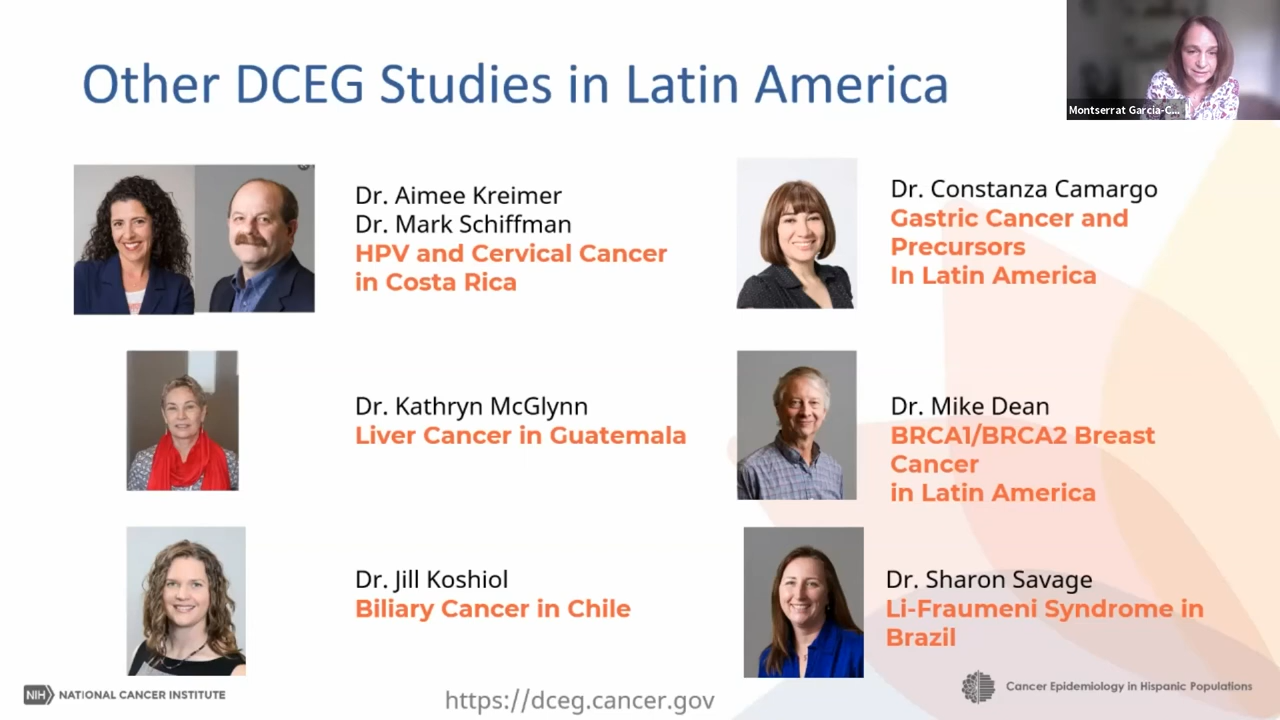 Other DCEG Studies in Latin America
Montserrat Garcia-C...
Dr. Aimee Kreimer
Dr. Mark Schiffman
HPV and Cervical Cancer
in Costa Rica
Dr. Constanza Camargo
Gastric Cancer and
Precursors
In Latin America
Dr. Kathryn McGlynn
Liver Cancer in Guatemala
Dr. Mike Dean
BRCA1/BRCA2 Breast
Cancer
in Latin America
Dr. Jill Koshiol
Biliary Cancer in Chile
Dr. Sharon Savage
Li-Fraumeni Syndrome in
Brazil
NIH NATIONAL CANCER INSTITUTE
https://dceg.cancer.gov
Cancer Epidemiology in Hispanic Populations